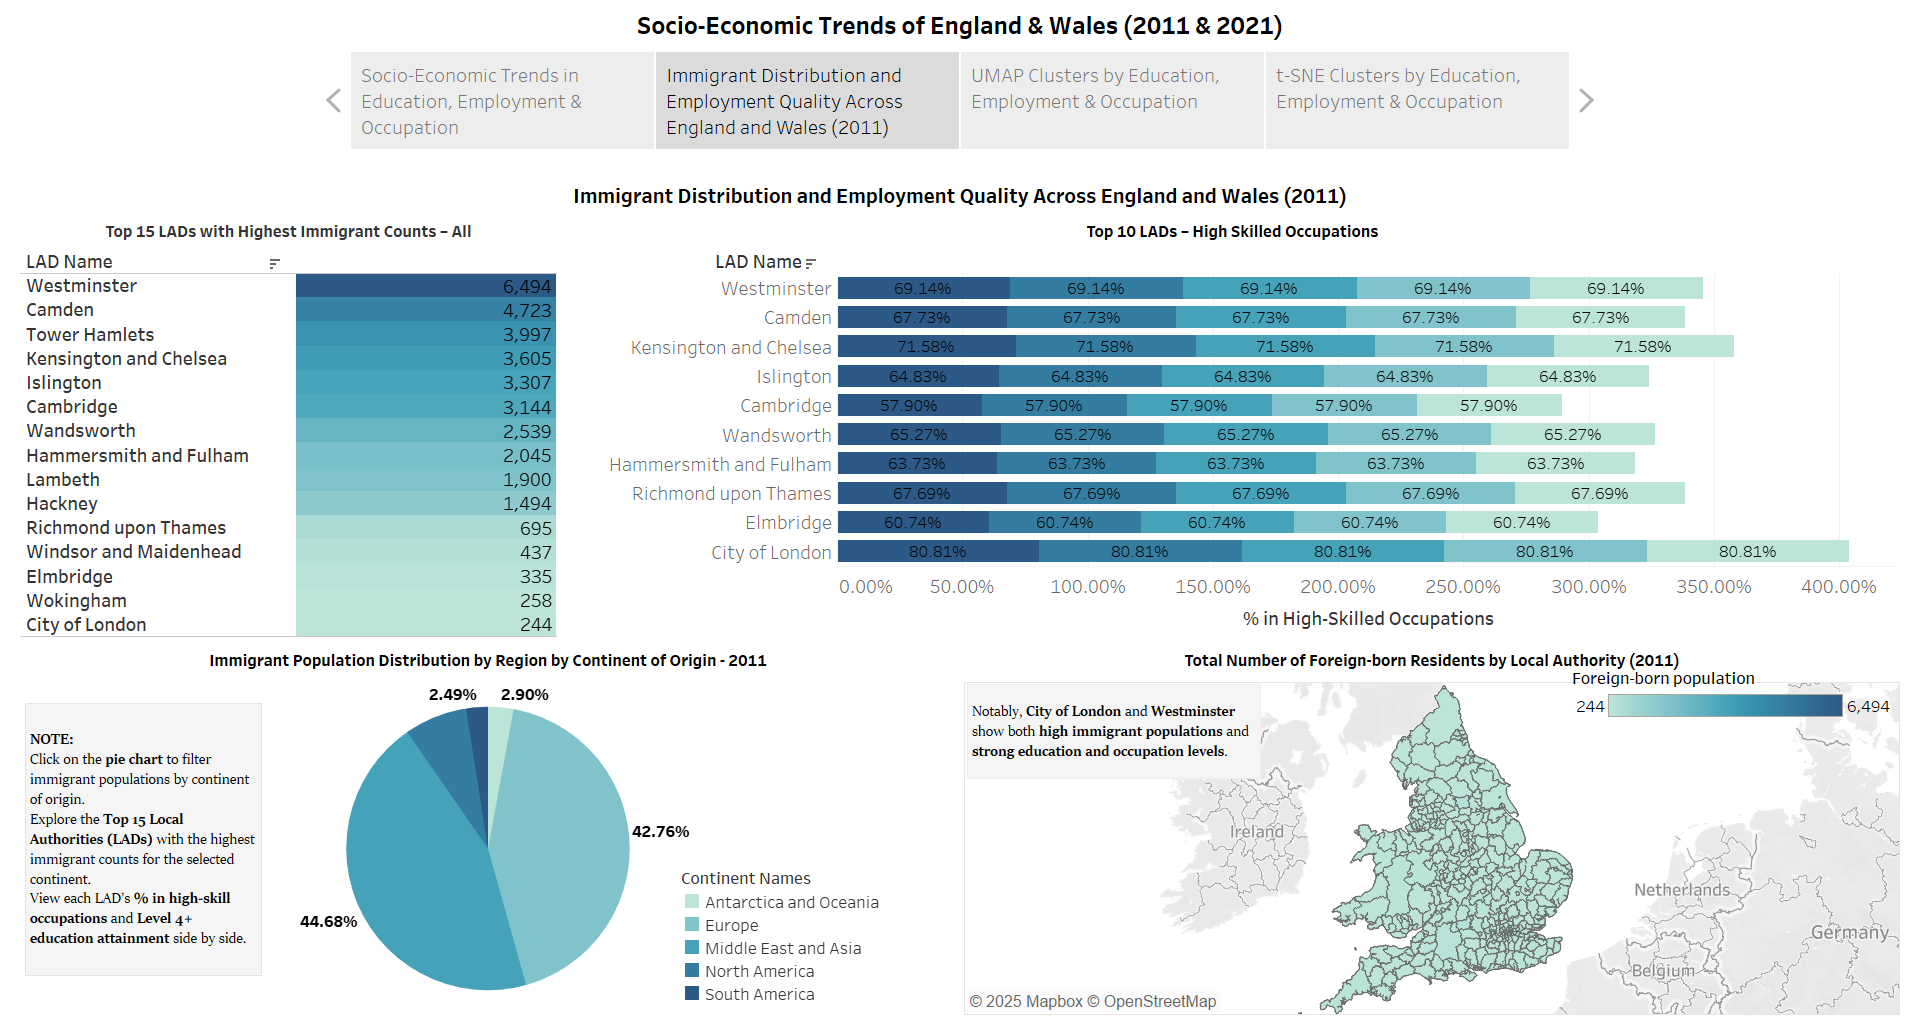 Socio-Economic Trends of England & Wales (2011 & 2021)
Socio-Economic Trends in
Education, Employment &
Occupation
Immigrant Distribution and
Employment Quality Across
England and Wales (2011)
UMAP Clusters by Education,
Employment & Occupation
t-SNE Clusters by Education,
Employment & Occupation
Immigrant Distribution and Employment Quality Across England and Wales (2011)
Top 15 LADs with Highest Immigrant Counts – All
LAD Name
Westminster 6,494
Camden 4,723
Tower Hamlets 3,997
Kensington and Chelsea 3,605
Islington 3,307
Cambridge 3,144
Wandsworth 2,539
Hammersmith and Fulham 2,045
Lambeth 1,900
Hackney 1,494
Richmond upon Thames 695
Windsor and Maidenhead 437
Elmbridge 335
Wokingham 258
City of London 244
Top 10 LADs – High Skilled Occupations
LAD Name
Westminster 69.14% 69.14% 69.14% 69.14% 69.14%
Camden 67.73% 67.73% 67.73% 67.73% 67.73%
Kensington and Chelsea 71.58% 71.58% 71.58% 71.58% 71.58%
Islington 64.83% 64.83% 64.83% 64.83% 64.83%
Cambridge 57.90% 57.90% 57.90% 57.90% 57.90%
Wandsworth 65.27% 65.27% 65.27% 65.27% 65.27%
Hammersmith and Fulham 63.73% 63.73% 63.73% 63.73% 63.73%
Richmond upon Thames 67.69% 67.69% 67.69% 67.69% 67.69%
Elmbridge 60.74% 60.74% 60.74% 60.74% 60.74%
City of London 80.81% 80.81% 80.81% 80.81% 80.81%
0.00% 50.00% 100.00% 150.00% 200.00% 250.00% 300.00% 350.00% 400.00%
% in High-Skilled Occupations
Immigrant Population Distribution by Region by Continent of Origin - 2011
NOTE:
Click on the pie chart to filter
immigrant populations by continent
of origin.
Explore the Top 15 Local
Authorities (LADs) with the highest
immigrant counts for the selected
continent.
View each LAD's % in high-skill
occupations and Level 4+
education attainment side by side.
2.49% 2.90%
42.76%
44.68%
Continent Names
Antarctica and Oceania
Europe
Middle East and Asia
North America
South America
Total Number of Foreign-born Residents by Local Authority (2011)
Foreign-born population
244 6,494
Notably, City of London and Westminster
show both high immigrant populations and
strong education and occupation levels.
Ireland
Netherlands
Germany
Belgium
© 2025 Mapbox © OpenStreetMap